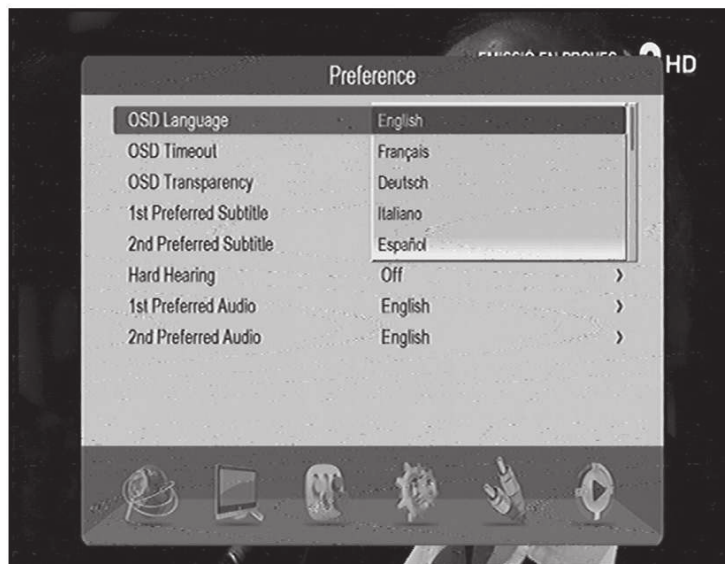 EMISSIÓ EN PROVES
HD
Preference
OSD Language English
OSD Timeout Français
OSD Transparency Deutsch
1st Preferred Subtitle Italiano
2nd Preferred Subtitle Español
Hard Hearing Off
1st Preferred Audio English
2nd Preferred Audio English